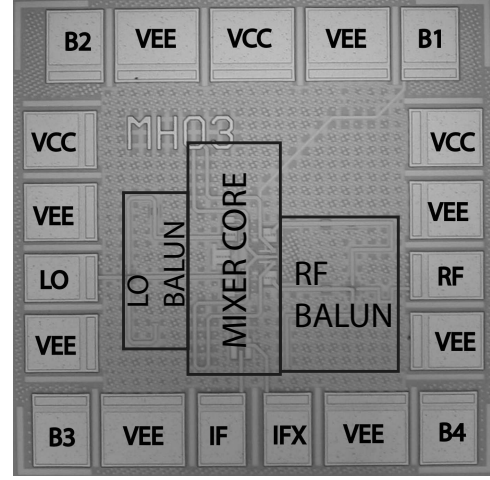 B2 VEE VCC VEE B1
MH03
VCC VCC
VEE VEE
LO RF
VEE VEE
LO
BALUN
MIXER CORE
RF
BALUN
B3 VEE IF IFX VEE B4